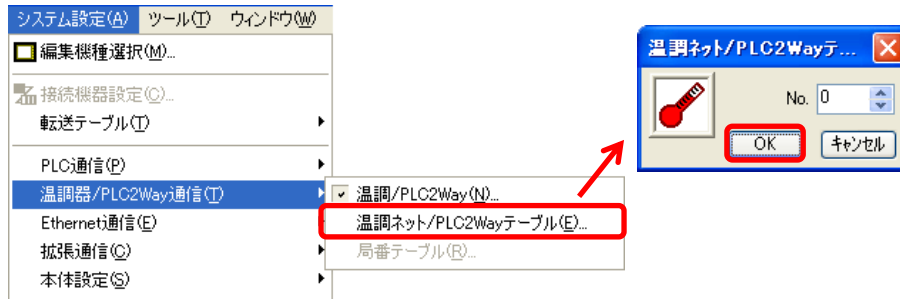 システム設定(A) ツール(T) ウィンドウ(W)
編集機種選択(M)...
接続機器設定(C)...
転送テーブル(T)
PLC通信(P)
温調器/PLC2Way通信(T)
Ethernet通信(E)
拡張通信(C)
本体設定(S)
温調/PLC2Way(N)...
温調ネット/PLC2Wayテーブル(E)...
局番テーブル(R)...
温調ネット/PLC2Wayテ...
No. 0
OK キャンセル